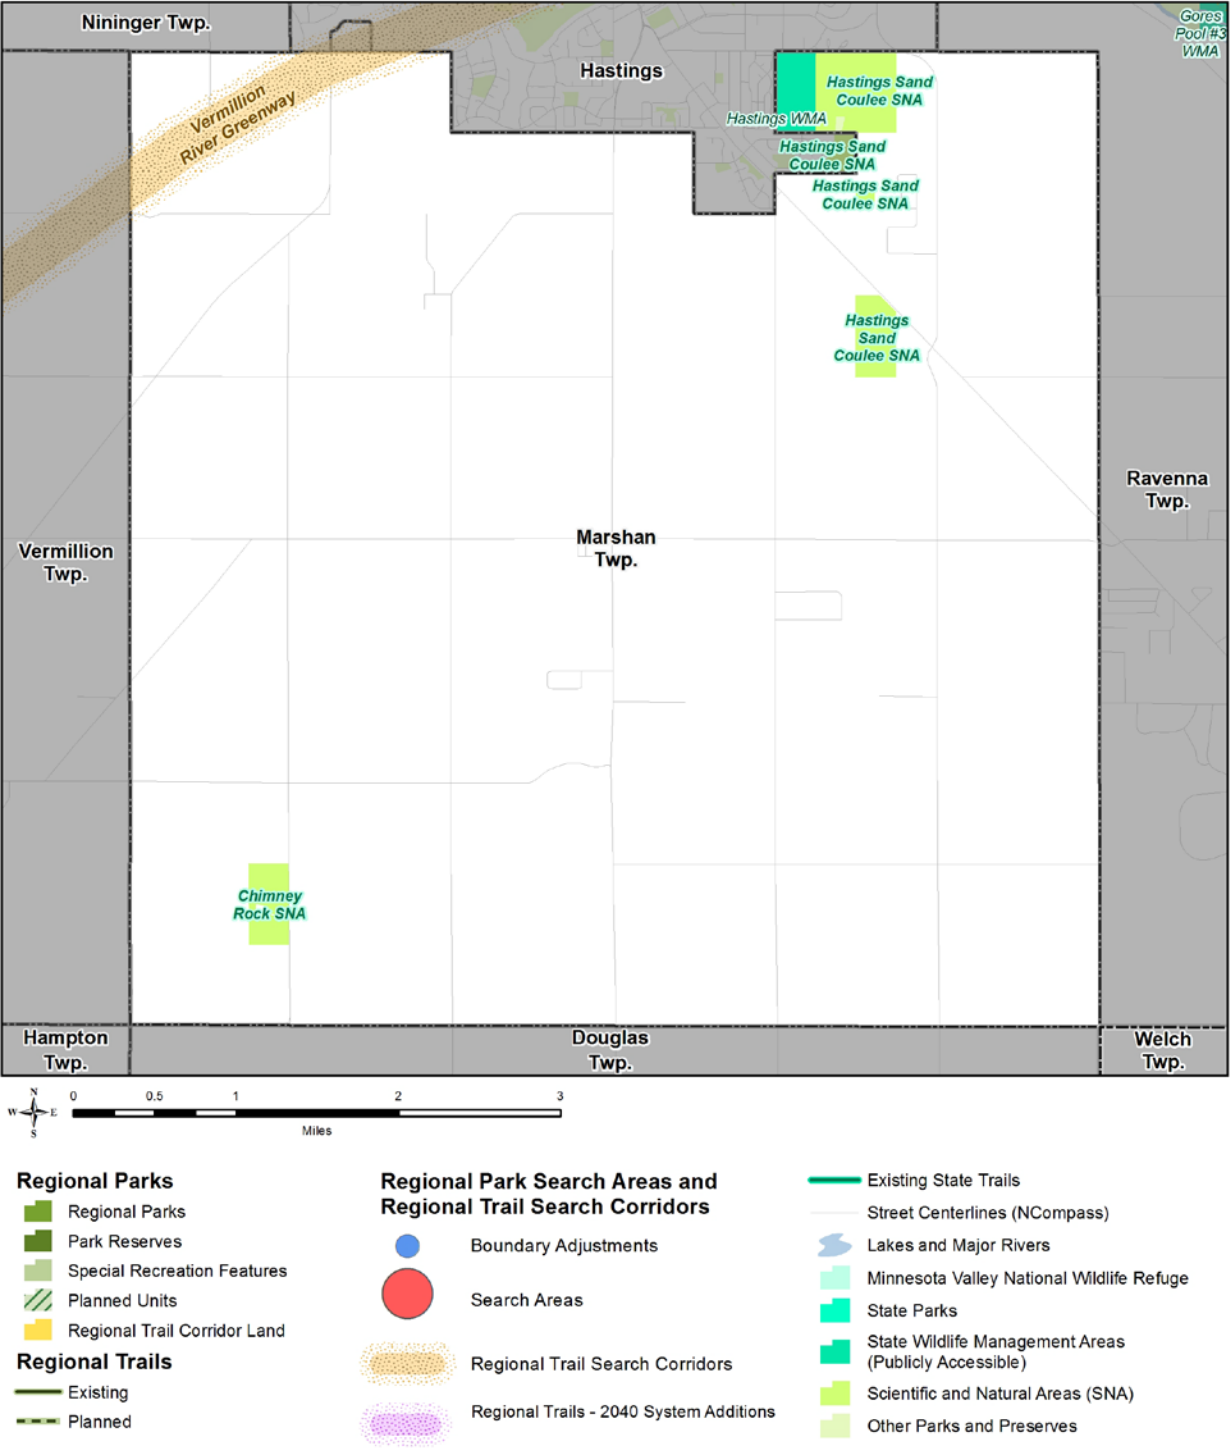 Nininger Twp.
Hastings
Gores
Pool #3
WMA
Vermillion
River Greenway
Hastings Sand
Coulee SNA
Hastings WMA
Hastings Sand
Coulee SNA
Hastings Sand
Coulee SNA
Hastings
Sand
Coulee SNA
Ravenna
Twp.
Marshan
Twp.
Vermillion
Twp.
Chimney
Rock SNA
Hampton
Twp.
Douglas
Twp.
Welch
Twp.
N
W E
S
0 0.5 1 2 3
Miles
Regional Parks
Regional Parks
Park Reserves
Special Recreation Features
Planned Units
Regional Trail Corridor Land
Regional Trails
Existing
Planned
Regional Park Search Areas and
Regional Trail Search Corridors
Boundary Adjustments
Search Areas
Regional Trail Search Corridors
Regional Trails - 2040 System Additions
Existing State Trails
Street Centerlines (NCompass)
Lakes and Major Rivers
Minnesota Valley National Wildlife Refuge
State Parks
State Wildlife Management Areas
(Publicly Accessible)
Scientific and Natural Areas (SNA)
Other Parks and Preserves